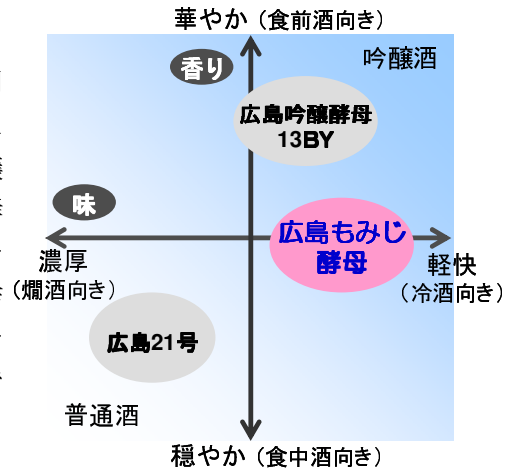 華やか（食前酒向き）
吟醸酒
香り
広島吟醸酵母
13BY
味
広島もみじ
酵母
濃厚
（燗酒向き）
軽快
（冷酒向き）
広島21号
普通酒
穏やか（食中酒向き）